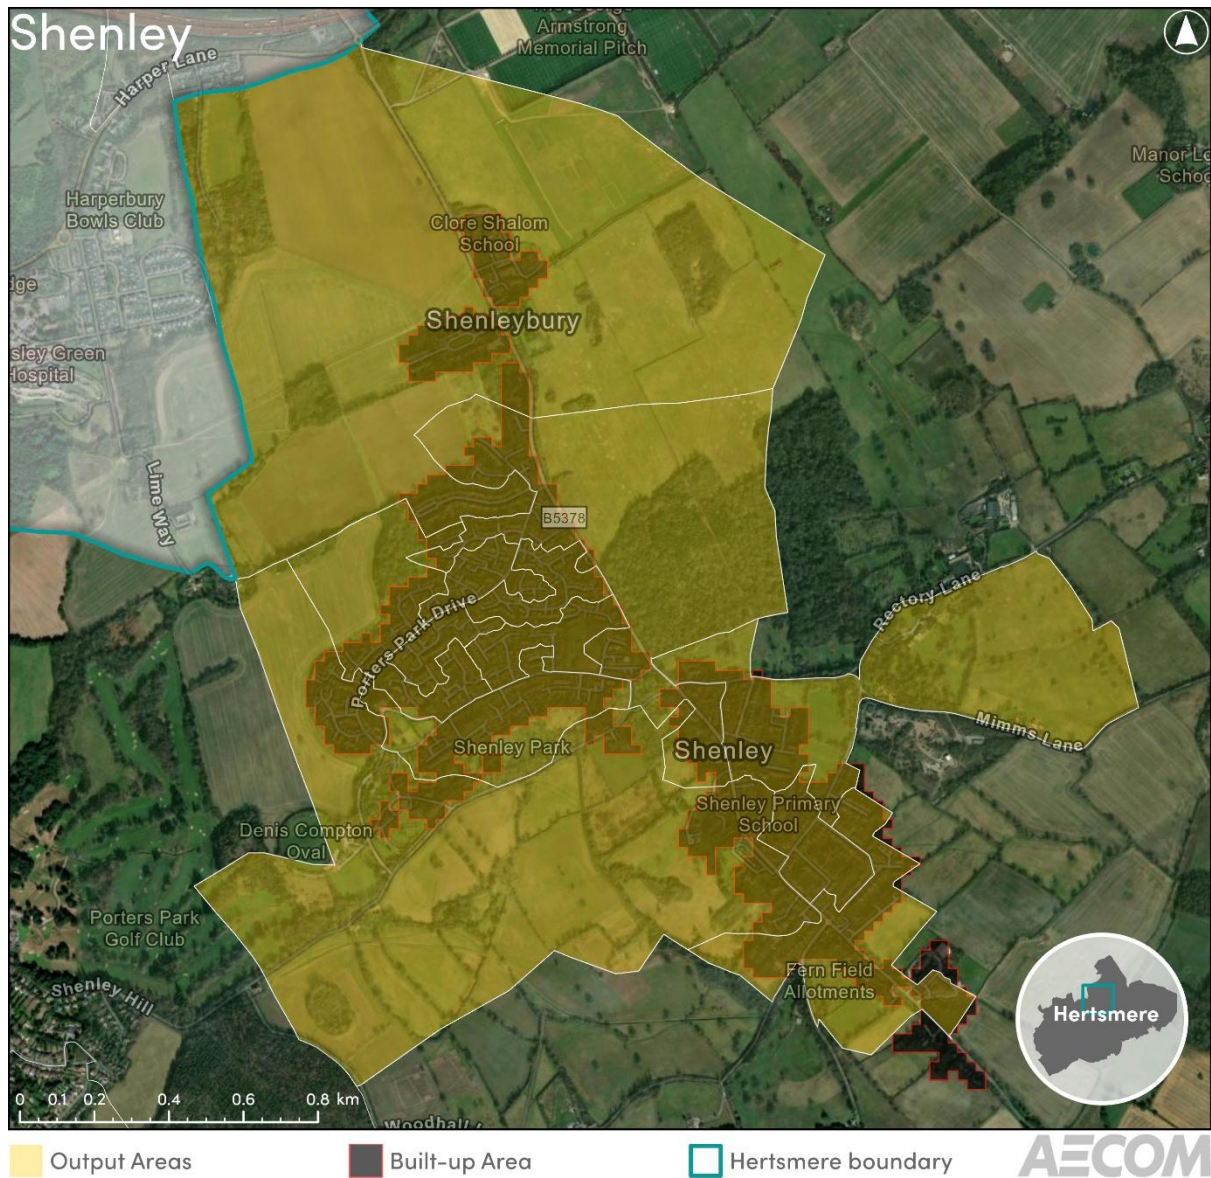 Shenley
Armstrong
Memorial Pitch
Harper Lane
Manor
Harperbury
Bowls Club
Clore Shalom
School
Shenleybury
Green
Hospital
Lime Way
B5378
Rectory Lane
Porters Park Drive
Mimms Lane
Shenley Park
Shenley
Shenley Primary
School
Denis Compton
Oval
Porters Park
Golf Club
Fern Field
Allotments
Shenley Hill
Hertsmere
0 0.1 0.2 0.4 0.6 0.8 km
Output Areas
Built-up Area
Hertsmere boundary
AECOM